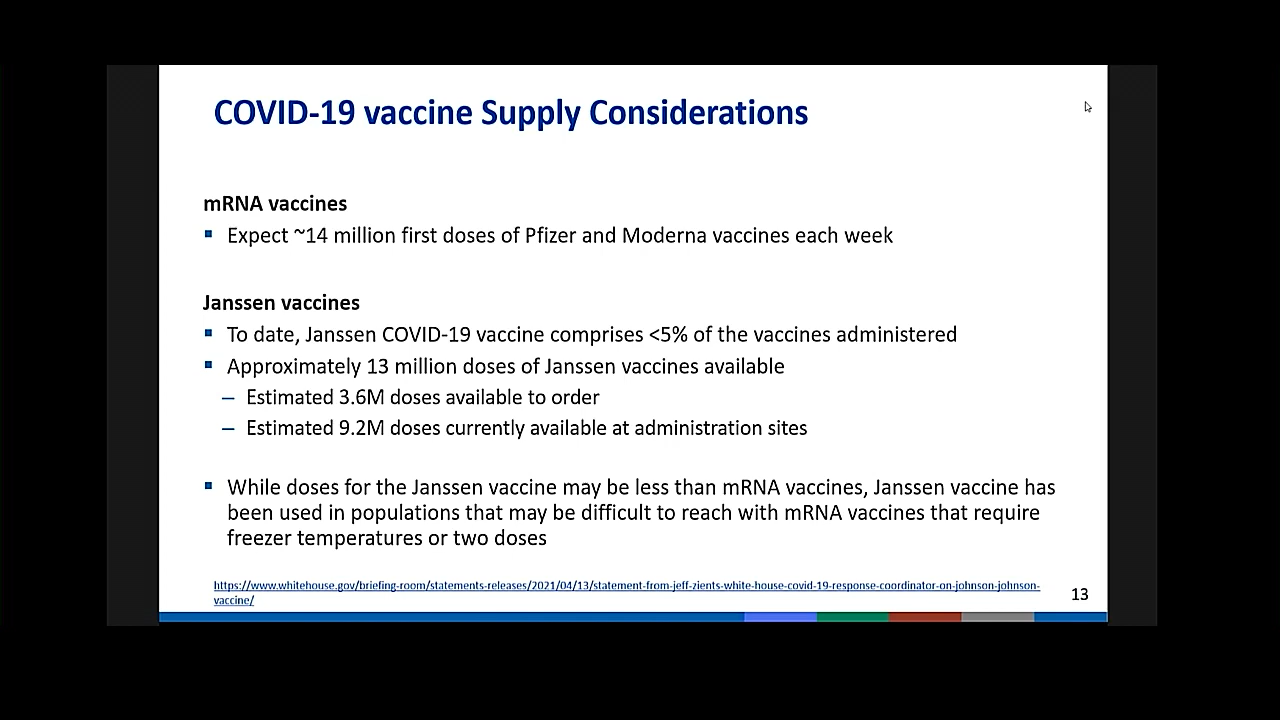 COVID-19 vaccine Supply Considerations
mRNA vaccines
▪ Expect ~14 million first doses of Pfizer and Moderna vaccines each week
Janssen vaccines
▪ To date, Janssen COVID-19 vaccine comprises <5% of the vaccines administered
▪ Approximately 13 million doses of Janssen vaccines available
– Estimated 3.6M doses available to order
– Estimated 9.2M doses currently available at administration sites
▪ While doses for the Janssen vaccine may be less than mRNA vaccines, Janssen vaccine has
been used in populations that may be difficult to reach with mRNA vaccines that require
freezer temperatures or two doses
https://www.whitehouse.gov/briefing-room/statements-releases/2021/04/13/statement-from-jeff-zients-white-house-covid-19-response-coordinator-on-johnson-johnson-
vaccine/
13